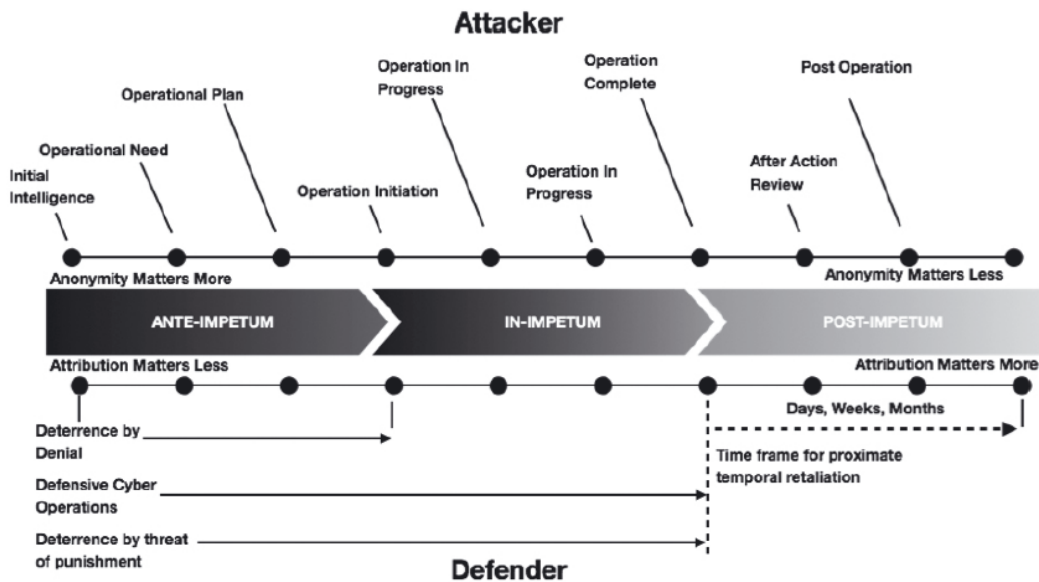 Attacker
Operation In
Progress
Operation
Complete
Post Operation
Operational Plan
Operational Need
Initial
Intelligence
Operation Initiation
Operation In
Progress
After Action
Review
Anonymity Matters More
Anonymity Matters Less
ANTE-IMPETUM
IN-IMPETUM
POST-IMPETUM
Attribution Matters Less
Attribution Matters More
Days, Weeks, Months
Deterrence by
Denial
Time frame for proximate
temporal retaliation
Defensive Cyber
Operations
Deterrence by threat
of punishment
Defender